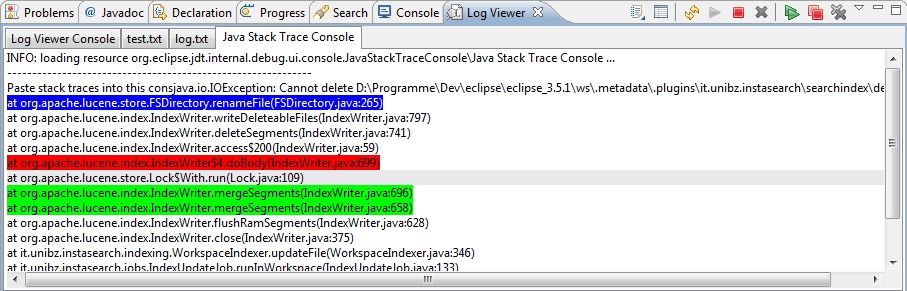 Problems @ Javadoc Declaration Progress Search Console Log Viewer
Log Viewer Console test.txt log.txt Java Stack Trace Console
INFO: loading resource org.eclipse.jdt.internal.debug.ui.console.JavaStackTraceConsole\Java Stack Trace Console ...
--------------------------------------------------------------
Paste stack traces into this consjava.io.IOException: Cannot delete D:\Programme\Dev\eclipse\eclipse_3.5.1\ws\.metadata\.plugins\it.unibz.instasearch\searchindex\de
at org.apache.lucene.store.FSDirectory.renameFile(FSDirectory.java:265)
at org.apache.lucene.index.IndexWriter.writeDeleteableFiles(IndexWriter.java:797)
at org.apache.lucene.index.IndexWriter.deleteSegments(IndexWriter.java:741)
at org.apache.lucene.index.IndexWriter.access$200(IndexWriter.java:59)
at org.apache.lucene.index.IndexWriter$4.doBody(IndexWriter.java:699)
at org.apache.lucene.store.Lock$With.run(Lock.java:109)
at org.apache.lucene.index.IndexWriter.mergeSegments(IndexWriter.java:696)
at org.apache.lucene.index.IndexWriter.mergeSegments(IndexWriter.java:658)
at org.apache.lucene.index.IndexWriter.flushRamSegments(IndexWriter.java:628)
at org.apache.lucene.index.IndexWriter.close(IndexWriter.java:375)
at it.unibz.instasearch.indexing.WorkspaceIndexer.updateFile(WorkspaceIndexer.java:346)
at it.unibz.instasearch.jobs.IndexUpdateJob.runInWorkspace(IndexUpdateJob.java:133)